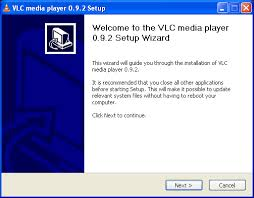 VLC media player 0.9.2 Setup
Welcome to the VLC media player
0.9.2 Setup Wizard
This wizard will guide you through the installation of VLC
media player 0.9.2.
It is recommended that you close all other applications
before starting Setup. This will make it possible to update
relevant system files without having to reboot your
computer.
Click Next to continue.
Next >
Cancel